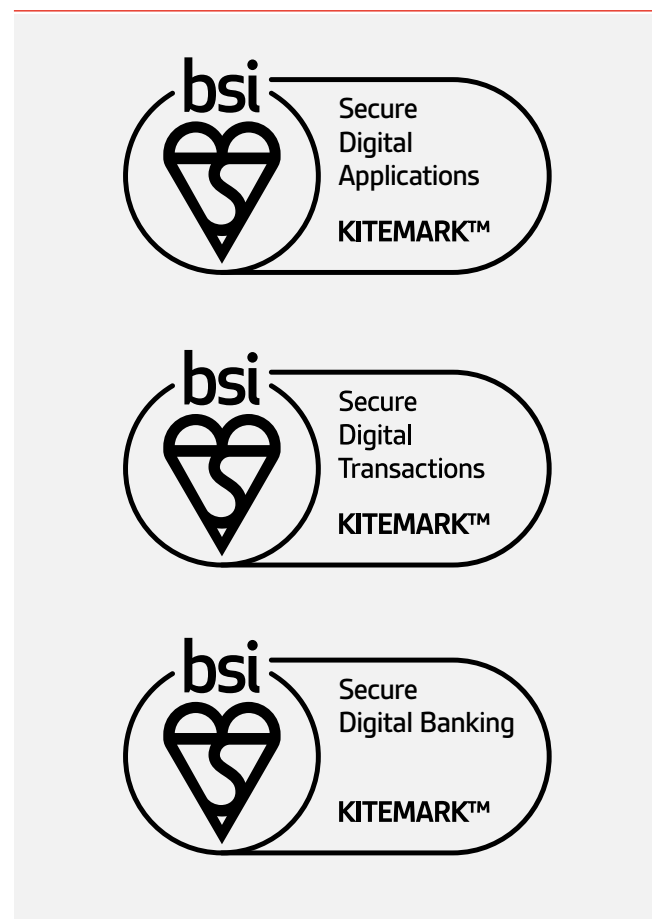 bsi
Secure
Digital
Applications
KITEMARK™
bsi
Secure
Digital
Transactions
KITEMARK™
bsi
Secure
Digital Banking
KITEMARK™